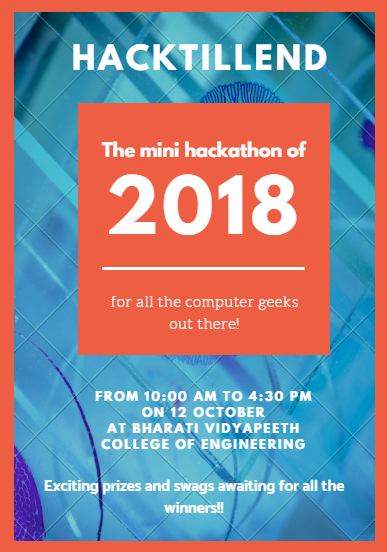 HACKTILLEND
The mini hackathon of
2018
for all the computer geeks
out there!
FROM 10:00 AM TO 4:30 PM
ON 12 OCTOBER
AT BHARATI VIDYAPEETH
COLLEGE OF ENGINEERING
Exciting prizes and swags awaiting for all the
winners!!